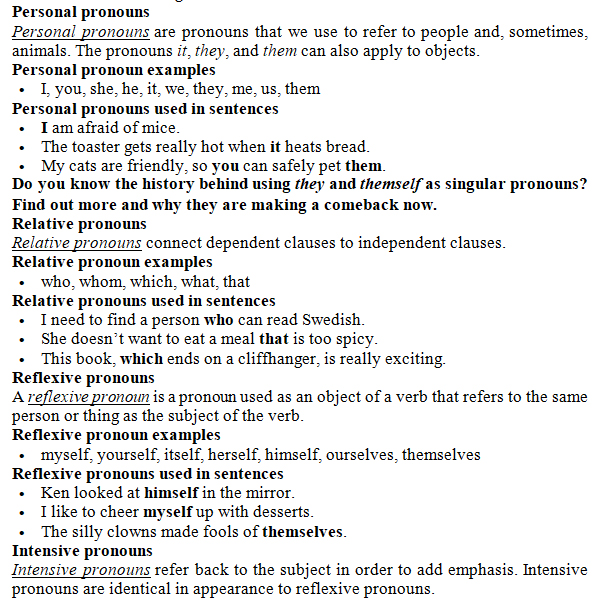 Personal pronouns
Personal pronouns are pronouns that we use to refer to people and, sometimes,
animals. The pronouns it, they, and them can also apply to objects.
Personal pronoun examples
• I, you, she, he, it, we, they, me, us, them
Personal pronouns used in sentences
• I am afraid of mice.
• The toaster gets really hot when it heats bread.
• My cats are friendly, so you can safely pet them.
Do you know the history behind using they and themself as singular pronouns?
Find out more and why they are making a comeback now.
Relative pronouns
Relative pronouns connect dependent clauses to independent clauses.
Relative pronoun examples
• who, whom, which, what, that
Relative pronouns used in sentences
• I need to find a person who can read Swedish.
• She doesn’t want to eat a meal that is too spicy.
• This book, which ends on a cliffhanger, is really exciting.
Reflexive pronouns
A reflexive pronoun is a pronoun used as an object of a verb that refers to the same
person or thing as the subject of the verb.
Reflexive pronoun examples
• myself, yourself, itself, herself, himself, ourselves, themselves
Reflexive pronouns used in sentences
• Ken looked at himself in the mirror.
• I like to cheer myself up with desserts.
• The silly clowns made fools of themselves.
Intensive pronouns
Intensive pronouns refer back to the subject in order to add emphasis. Intensive
pronouns are identical in appearance to reflexive pronouns.